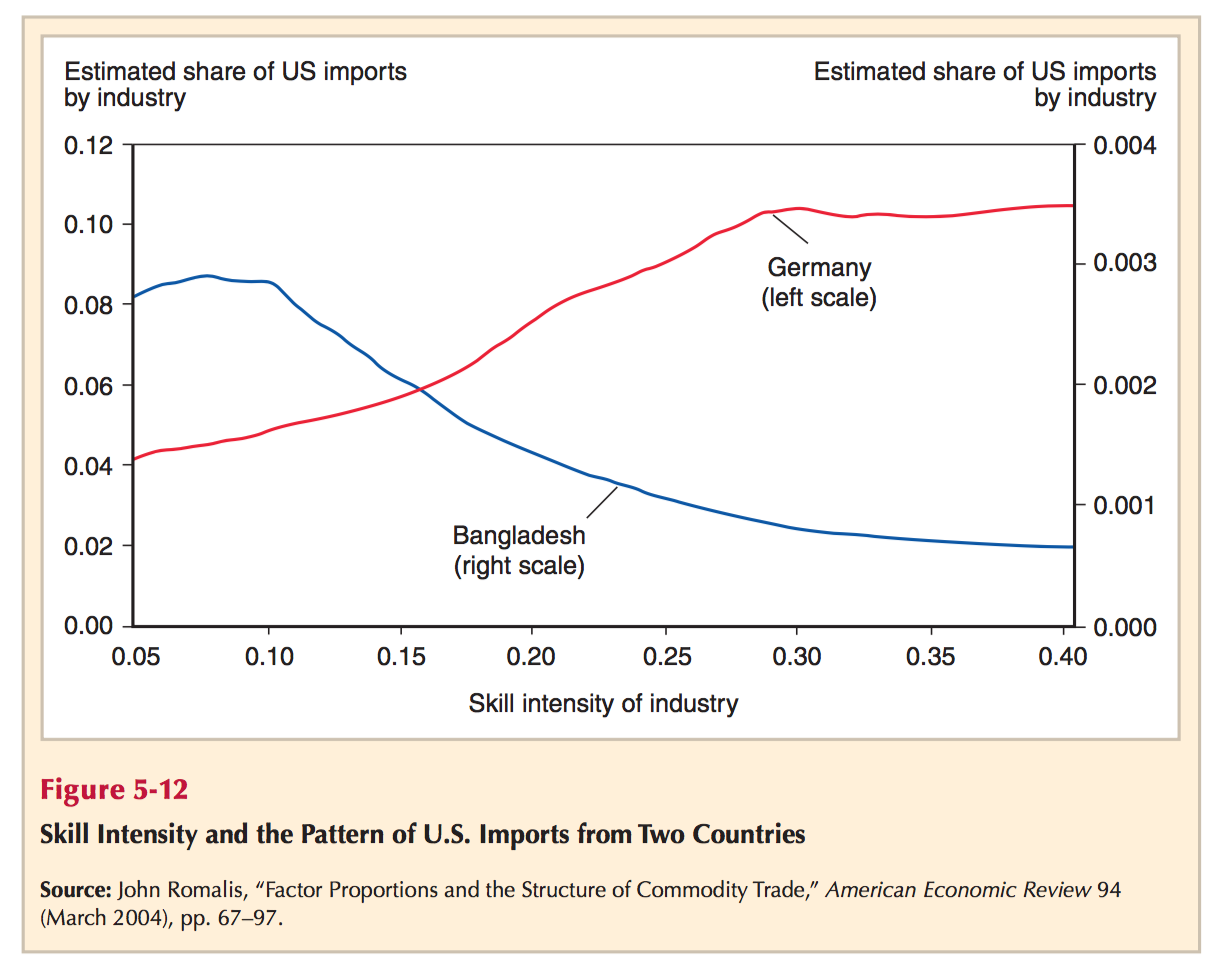 Estimated share of US imports
by industry
Estimated share of US imports
by industry
0.12
0.10
0.08
0.06
0.04
0.02
0.00
0.004
0.003
0.002
0.001
0.000
Germany
(left scale)
Bangladesh
(right scale)
0.05 0.10 0.15 0.20 0.25 0.30 0.35 0.40
Skill intensity of industry
Figure 5-12
Skill Intensity and the Pattern of U.S. Imports from Two Countries
Source: John Romalis, “Factor Proportions and the Structure of Commodity Trade,” American Economic Review 94
(March 2004), pp. 67–97.